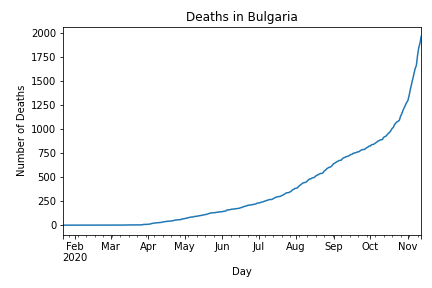 Deaths in Bulgaria
2000
1750
1500
1250
1000
750
500
250
0
Number of Deaths
Feb Mar Apr May Jun Jul Aug Sep Oct Nov
2020
Day